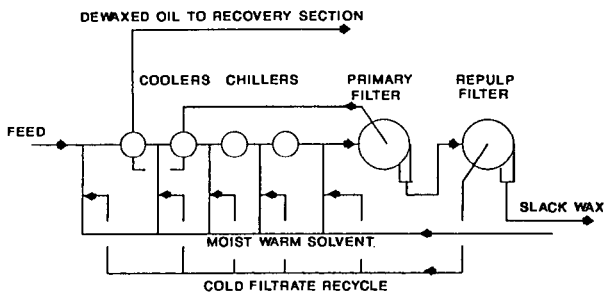 DEWAXED OIL TO RECOVERY SECTION
COOLERS CHILLERS
PRIMARY
FILTER
REPULP
FILTER
FEED
SLACK WAX
MOIST WARM SOLVENT
COLD FILTRATE RECYCLE